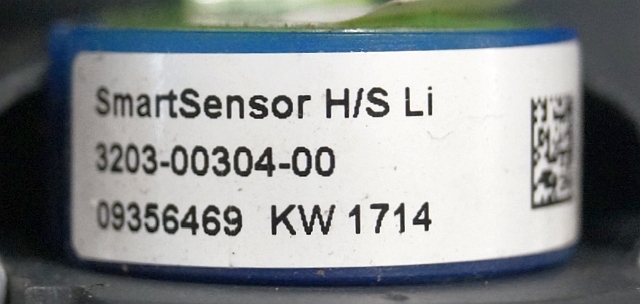 SmartSensor H/S Li
3203-00304-00
09356469 KW 1714